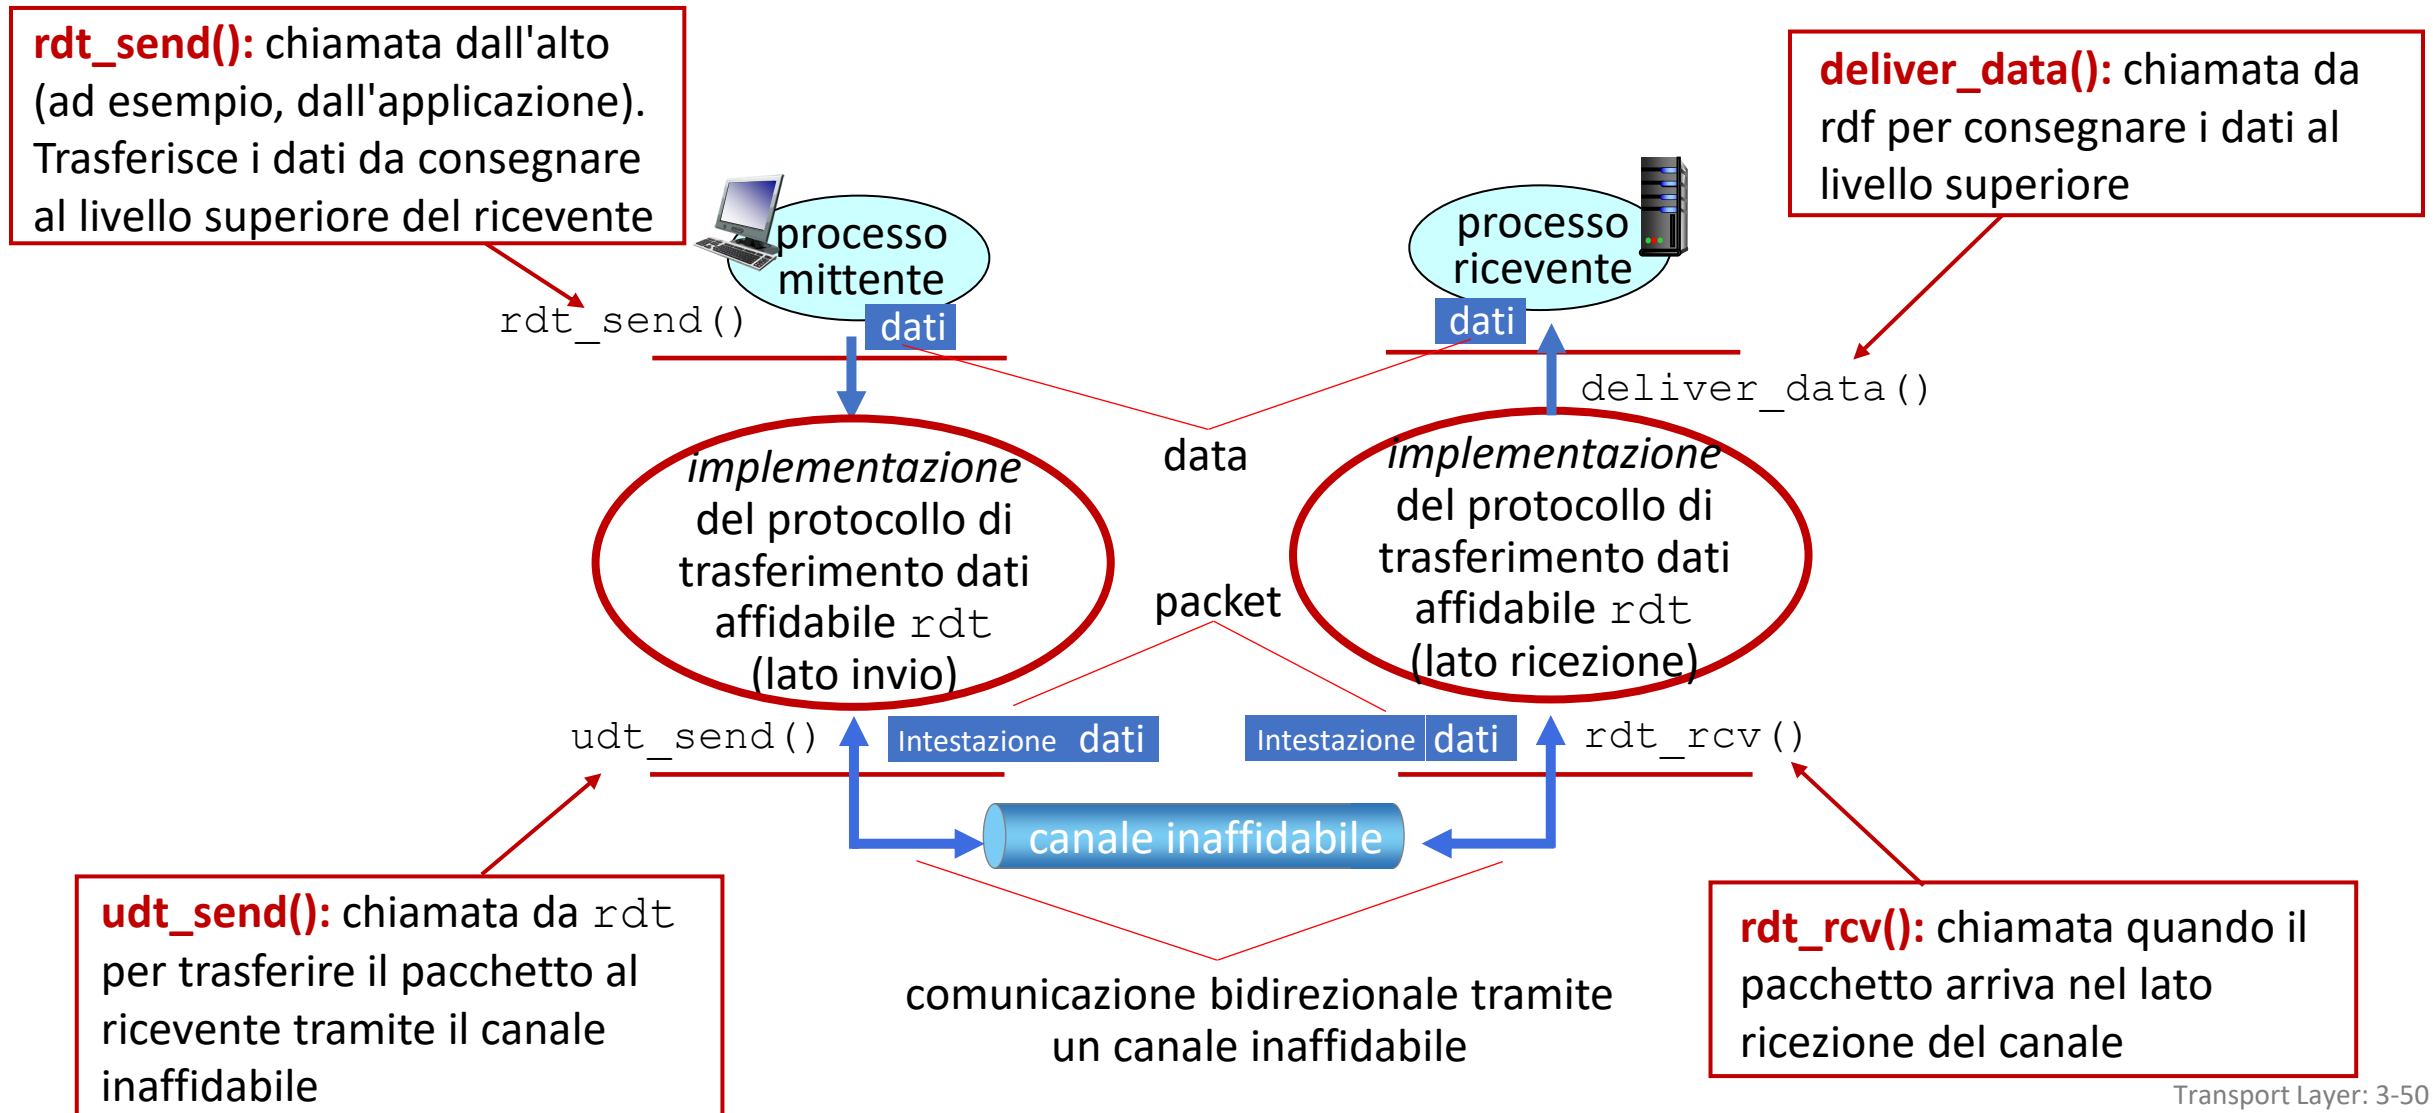 rdt_send(): chiamata dall'alto
(ad esempio, dall'applicazione).
Trasferisce i dati da consegnare
al livello superiore del ricevente
deliver_data(): chiamata da
rdf per consegnare i dati al
livello superiore
processo
mittente
processo
ricevente
rdt_send()
dati
dati
deliver_data()
data
implementazione
del protocollo di
trasferimento dati
affidabile rdt
(lato invio)
implementazione
del protocollo di
trasferimento dati
affidabile rdt
(lato ricezione)
packet
udt_send()
Intestazione dati
Intestazione dati
rdt_rcv()
canale inaffidabile
udt_send(): chiamata da rdt
per trasferire il pacchetto al
ricevente tramite il canale
inaffidabile
comunicazione bidirezionale tramite
un canale inaffidabile
rdt_rcv(): chiamata quando il
pacchetto arriva nel lato
ricezione del canale
Transport Layer: 3-50